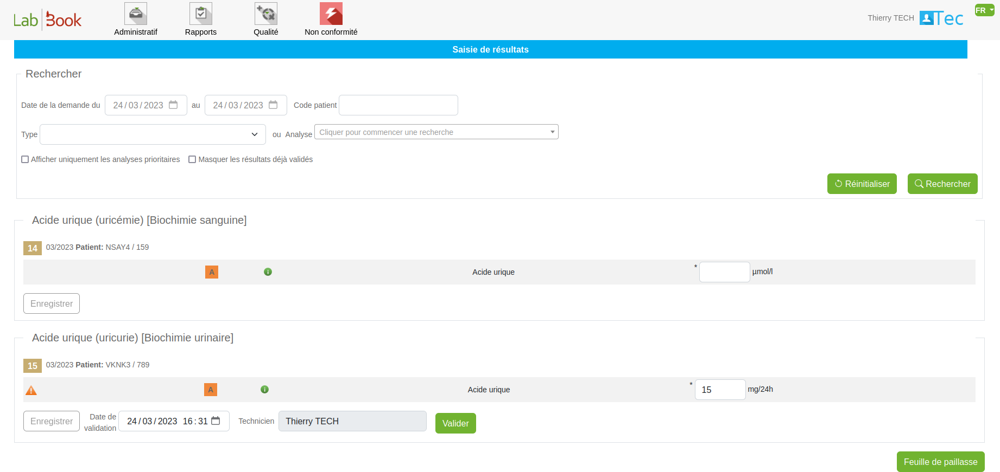 Lab Book
Administratif
Rapports
Qualité
Non conformité
Thierry TECH
Tec
FR
Saisie de résultats
Rechercher
Date de la demande du 24/03/2023 au 24/03/2023 Code patient
Type ou Analyse Cliquer pour commencer une recherche
Afficher uniquement les analyses prioritaires Masquer les résultats déjà validés
Réinitialiser Rechercher
Acide urique (uricémie) [Biochimie sanguine]
14 03/2023 Patient: NSAY4 / 159
A i Acide urique * µmol/l
Enregistrer
Acide urique (uricurie) [Biochimie urinaire]
15 03/2023 Patient: VKNK3 / 789
! A i Acide urique * 15 mg/24h
Enregistrer Date de validation 24/03/2023 16:31 Technicien Thierry TECH Valider
Feuille de paillasse